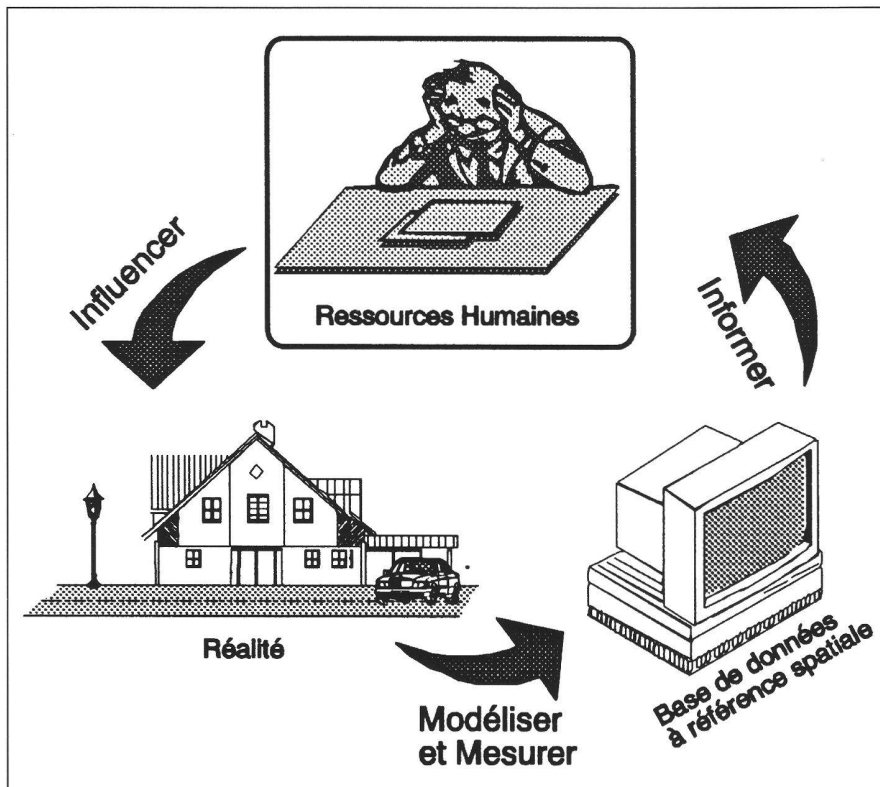 Ressources Humaines
Influencer
Informer
Réalité
Modéliser
et Mesurer
Base de données
à référence spatiale